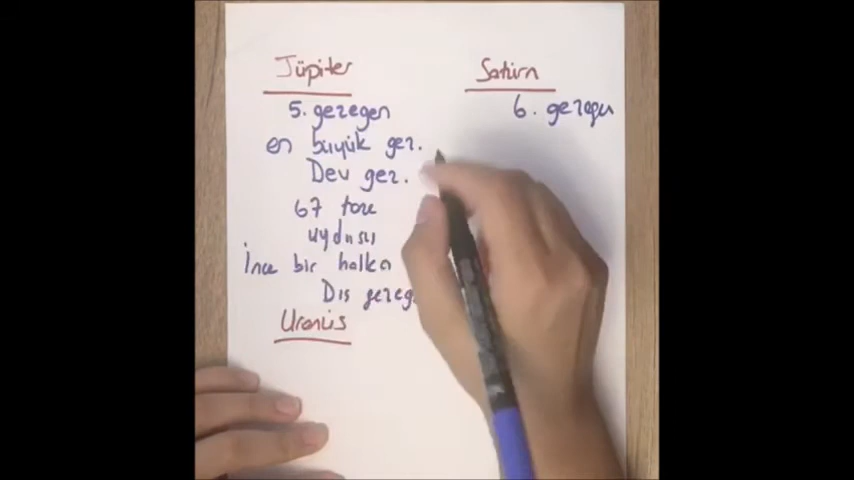 Jüpiter
5. gezegen
en büyük gez.
Dev gez.
67 tane
uydusu
İnce bir halka
Dış gezeg
Uranüs
Satürn
6. gezegen